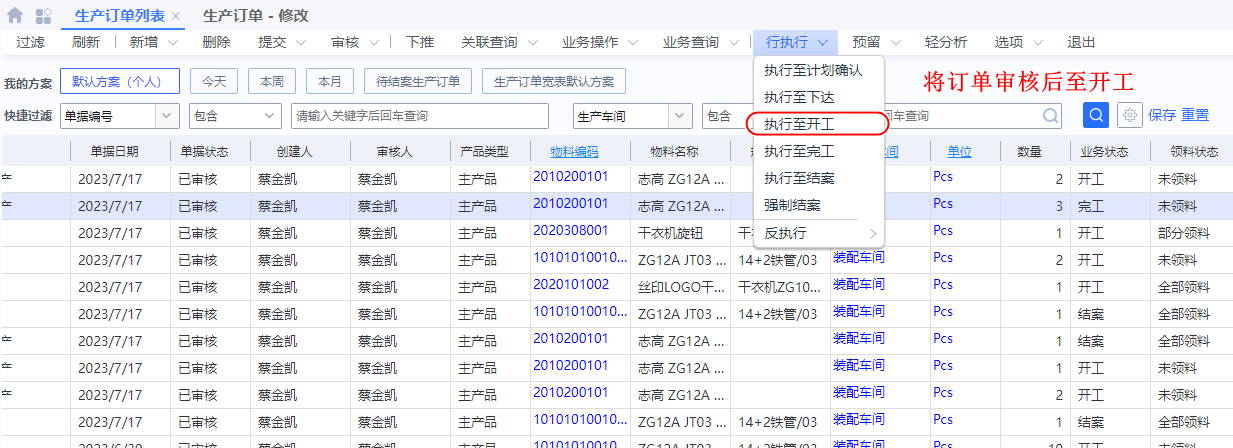 生产订单列表 × 生产订单 - 修改
过滤 刷新 新增 删除 提交 审核 下推 关联查询 业务操作 业务查询 行执行 预留 轻分析 选项 退出
我的方案 默认方案（个人） 今天 本周 本月 待结案生产订单 生产订单宽表默认方案
执行至计划确认
将订单审核后至开工
执行至下达
快捷过滤 单据编号 包含 请输入关键字后回车查询 生产车间 包含 回车查询 保存 重置
执行至开工
单据日期 单据状态 创建人 审核人 产品类型 物料编码 物料名称 单位 数量 业务状态 领料状态
执行至完工
2023/7/17 已审核 蔡金凯 蔡金凯 主产品 2010200101 志高 ZG12A ... Pcs 2 开工 未领料
执行至结案
2023/7/17 已审核 蔡金凯 蔡金凯 主产品 2010200101 志高 ZG12A ... Pcs 3 完工 未领料
强制结案
2023/7/17 已审核 蔡金凯 蔡金凯 主产品 2020308001 干衣机旋钮 Pcs 1 开工 部分领料
反执行
2023/7/17 已审核 蔡金凯 蔡金凯 主产品 10101010010... ZG12A JT03 ... 14+2铁管/03 装配车间 Pcs 2 开工 未领料
2023/7/17 已审核 蔡金凯 蔡金凯 主产品 2020101002 丝印LOGO干... 干衣机ZG10... 装配车间 Pcs 1 开工 全部领料
2023/7/17 已审核 蔡金凯 蔡金凯 主产品 10101010010... ZG12A JT03 ... 14+2铁管/03 装配车间 Pcs 1 结案 全部领料
产 2023/7/17 已审核 蔡金凯 蔡金凯 主产品 2010200101 志高 ZG12A ... 装配车间 Pcs 1 结案 全部领料
产 2023/7/17 已审核 蔡金凯 蔡金凯 主产品 2010200101 志高 ZG12A ... 装配车间 Pcs 1 开工 未领料
产 2023/7/17 已审核 蔡金凯 蔡金凯 主产品 2010200101 志高 ZG12A ... 装配车间 Pcs 2 开工 未领料
2023/7/17 已审核 蔡金凯 蔡金凯 主产品 10101010010... ZG12A JT03 ... 14+2铁管/03 装配车间 Pcs 1 结案 全部领料